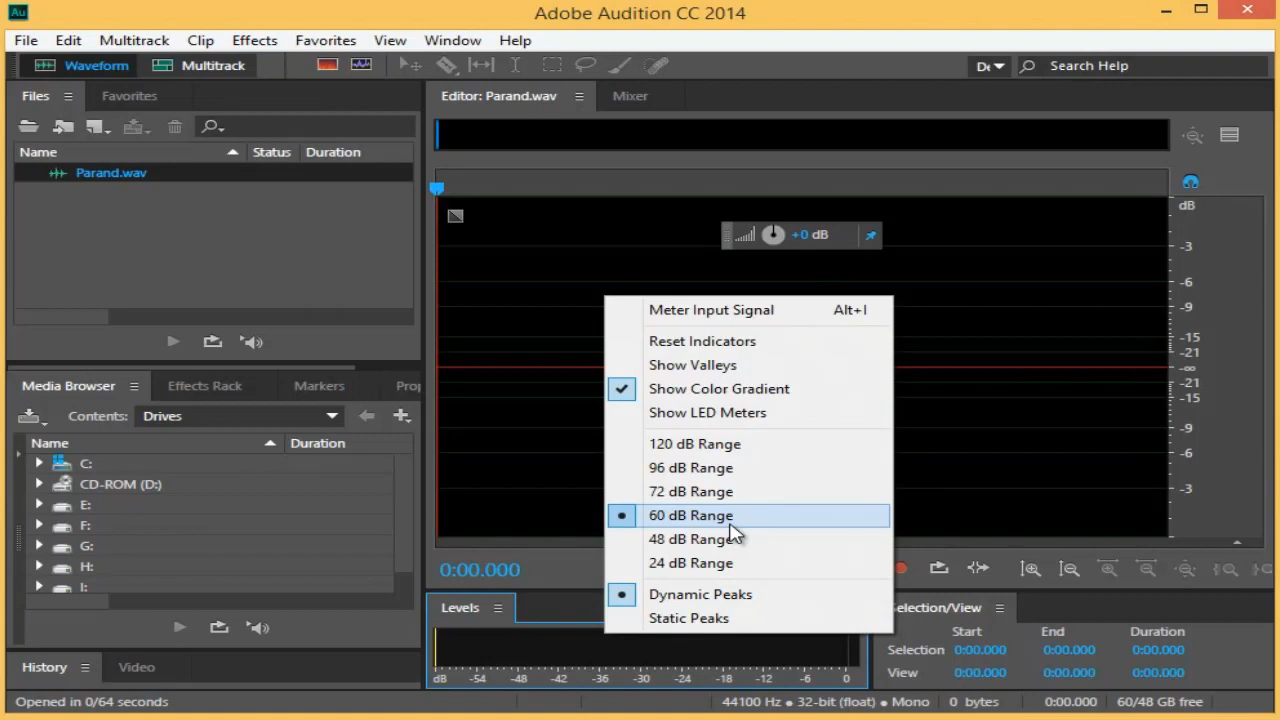 Au
Adobe Audition CC 2014
File Edit Multitrack Clip Effects Favorites View Window Help
Waveform Multitrack Search Help
Files Favorites
Editor: Parand.wav Mixer
Name Status Duration
Parand.wav
+0 dB
dB
-3
-6
-9
-15
-21
-∞
-21
-15
-9
-6
-3
Meter Input Signal Alt+I
Reset Indicators
Show Valleys
Show Color Gradient
Show LED Meters
120 dB Range
96 dB Range
72 dB Range
60 dB Range
48 dB Range
24 dB Range
Dynamic Peaks
Static Peaks
Media Browser Effects Rack Markers
Contents: Drives
Name Duration
C:
CD-ROM (D:)
E:
F:
G:
H:
I:
0:00.000
Levels
dB -54 -48 -42 -36 -30 -24 -18 -12 -6 0
Selection/View
Start End Duration
Selection 0:00.000 0:00.000 0:00.000
View 0:00.000 0:00.000 0:00.000
History Video
Opened in 0/64 seconds
44100 Hz ● 32-bit (float) ● Mono 0 bytes 0:00.000 60/48 GB free